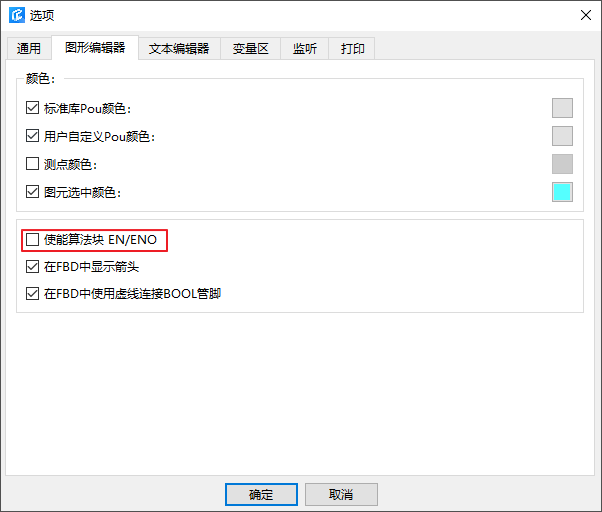 选项
通用 图形编辑器 文本编辑器 变量区 监听 打印
颜色：
标准库Pou颜色：
用户自定义Pou颜色：
测点颜色：
图元选中颜色：
使能算法块 EN/ENO
在FBD中显示箭头
在FBD中使用虚线连接BOOL管脚
确定 取消